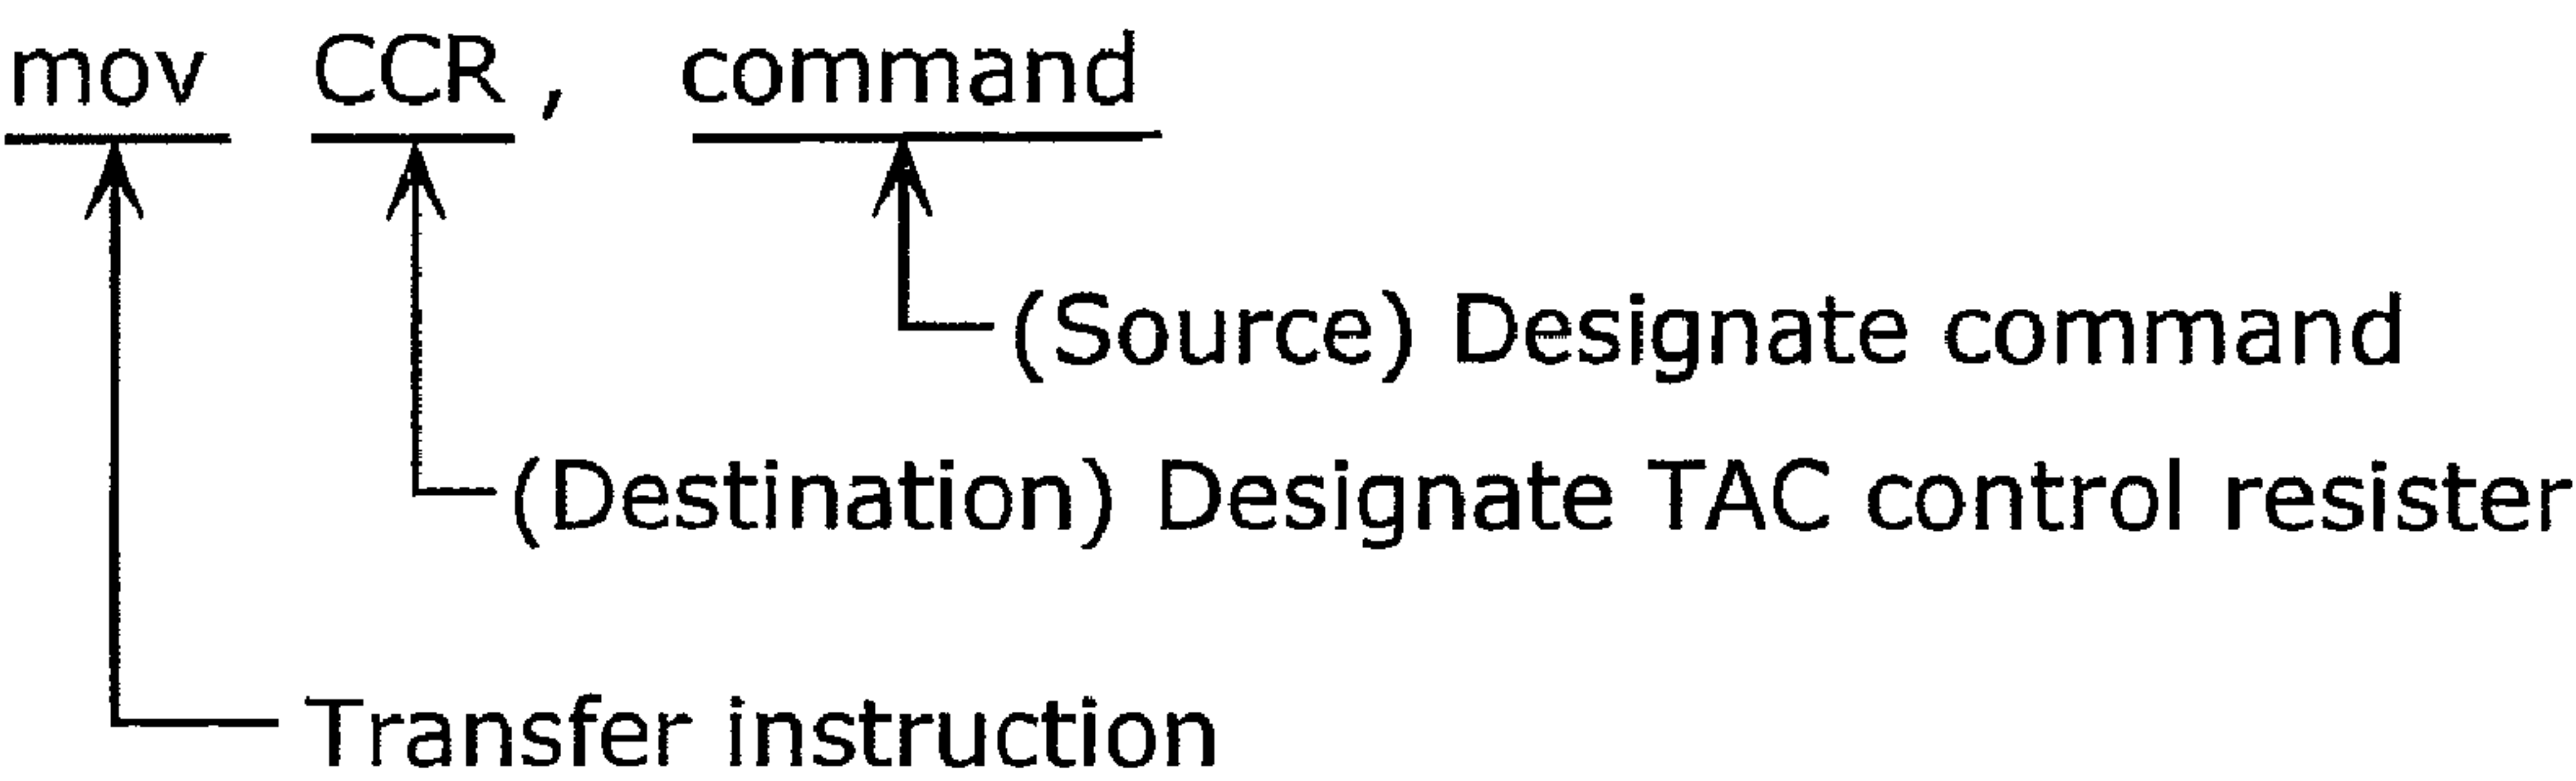 mov CCR , command
(Source) Designate command
(Destination) Designate TAC control resister
Transfer instruction